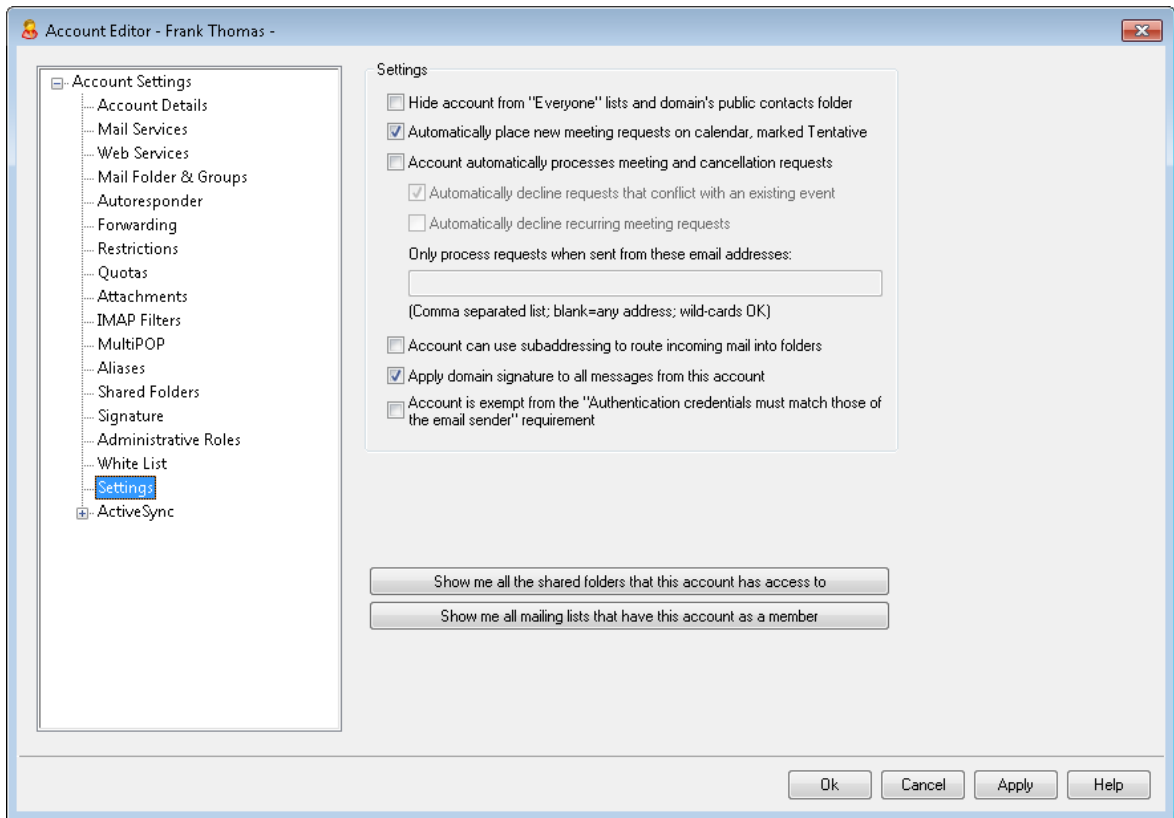 Account Editor - Frank Thomas -
Account Settings
Account Details
Mail Services
Web Services
Mail Folder & Groups
Autoresponder
Forwarding
Restrictions
Quotas
Attachments
IMAP Filters
MultiPOP
Aliases
Shared Folders
Signature
Administrative Roles
White List
Settings
ActiveSync
Settings
Hide account from "Everyone" lists and domain's public contacts folder
Automatically place new meeting requests on calendar, marked Tentative
Account automatically processes meeting and cancellation requests
Automatically decline requests that conflict with an existing event
Automatically decline recurring meeting requests
Only process requests when sent from these email addresses:
(Comma separated list; blank=any address; wild-cards OK)
Account can use subaddressing to route incoming mail into folders
Apply domain signature to all messages from this account
Account is exempt from the "Authentication credentials must match those of
the email sender" requirement
Show me all the shared folders that this account has access to
Show me all mailing lists that have this account as a member
Ok Cancel Apply Help